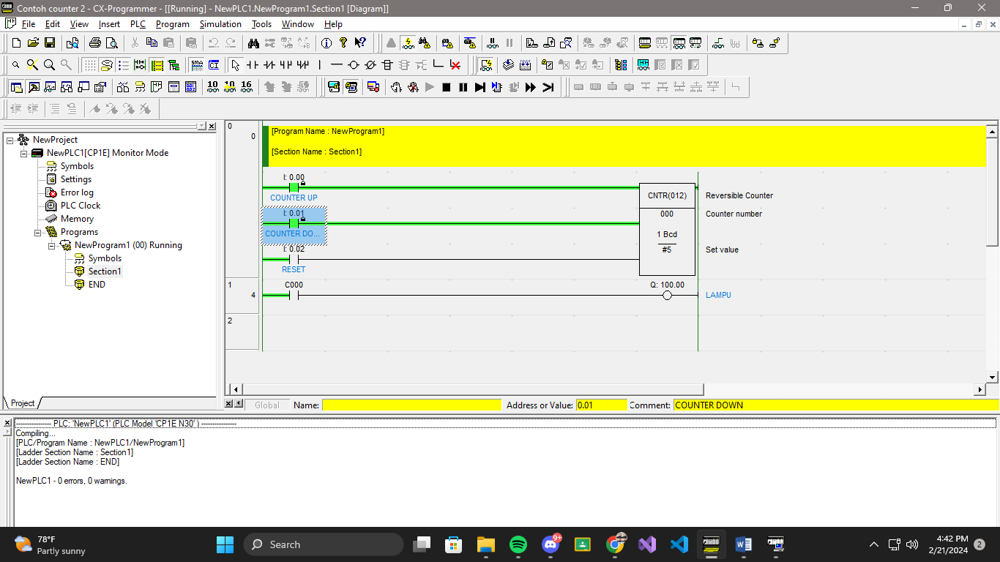 Contoh counter 2 - CX-Programmer - [[Running] - NewPLC1.NewProgram1.Section1 [Diagram]]
File Edit View Insert PLC Program Simulation Tools Window Help
SMA
CI
10 10 16
NewProject
NewPLC1[CP1E] Monitor Mode
Symbols
Settings
Error log
PLC Clock
Memory
Programs
NewProgram1 (00) Running
Symbols
Section1
END
Project
0
0
[Program Name : NewProgram1]
[Section Name : Section1]
I: 0.00
COUNTER UP
CNTR(012)
Reversible Counter
I: 0.01
COUNTER DO...
000
Counter number
1 Bcd
I: 0.02
RESET
#5
Set value
1
4
C000
Q: 100.00
LAMPU
2
Global Name: Address or Value: 0.01 Comment: COUNTER DOWN
---------------- PLC: 'NewPLC1' (PLC Model 'CP1E N30' ) ----------------
Compiling...
[PLC/Program Name : NewPLC1/NewProgram1]
[Ladder Section Name : Section1]
[Ladder Section Name : END]
NewPLC1 - 0 errors, 0 warnings.
78°F
Partly sunny
Search
9+
4:42 PM
2/21/2024
2